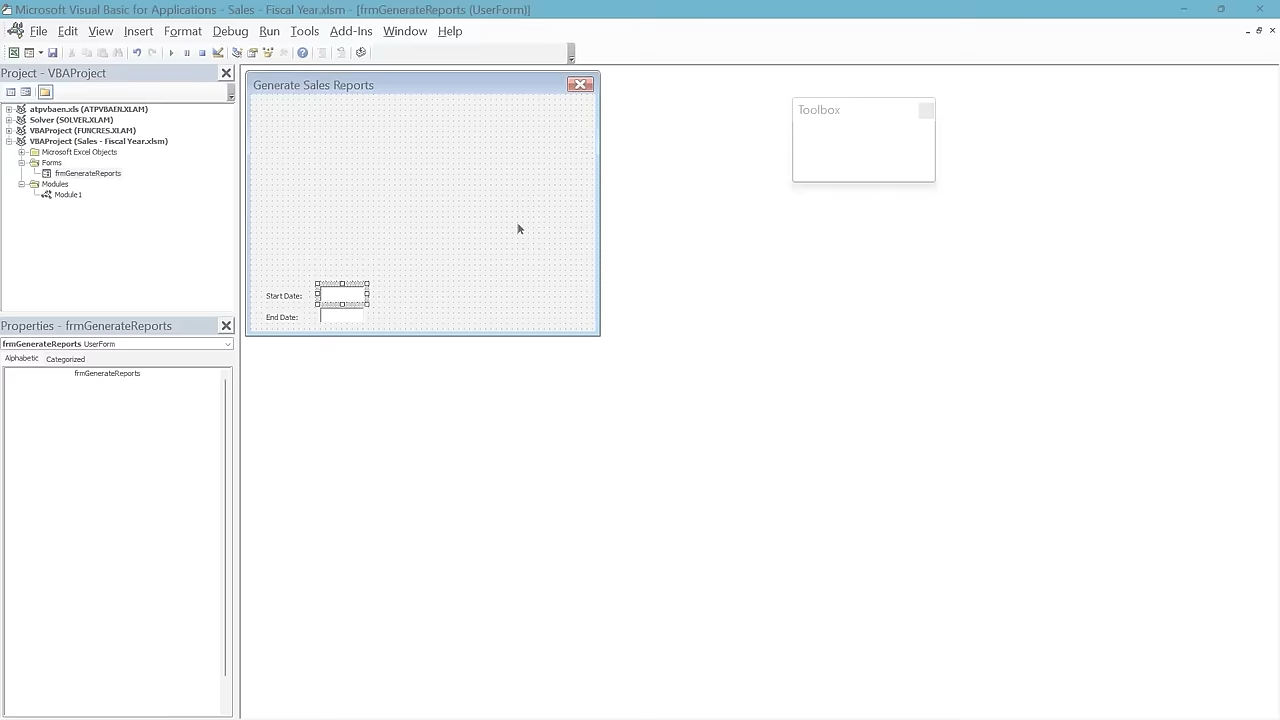 Microsoft Visual Basic for Applications - Sales - Fiscal Year.xlsm - [frmGenerateReports (UserForm)]
File Edit View Insert Format Debug Run Tools Add-Ins Window Help
Project - VBAProject
atpvbaen.xls (ATPVBAEN.XLAM)
Solver (SOLVER.XLAM)
VBAProject (FUNCRES.XLAM)
VBAProject (Sales - Fiscal Year.xlsm)
Microsoft Excel Objects
Forms
frmGenerateReports
Modules
Module1
Properties - frmGenerateReports
frmGenerateReports UserForm
Alphabetic Categorized
frmGenerateReports
Generate Sales Reports
Start Date:
End Date:
Toolbox